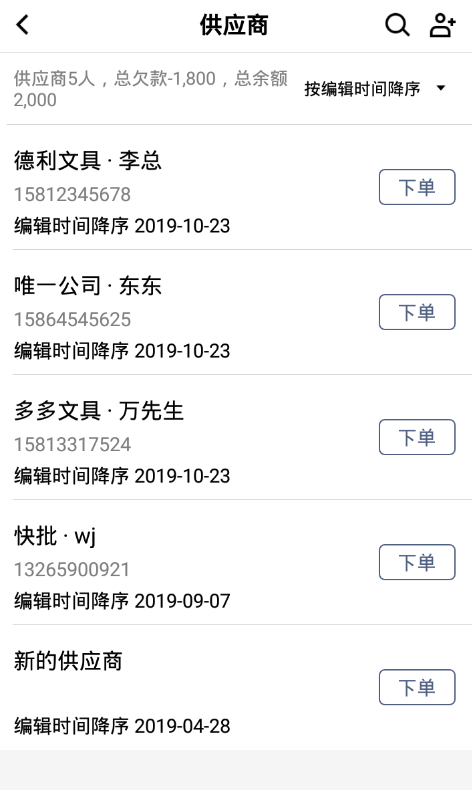 供应商
供应商5人，总欠款-1,800，总余额
2,000
按编辑时间降序
德利文具 · 李总
15812345678
下单
编辑时间降序 2019-10-23
唯一公司 · 东东
15864545625
下单
编辑时间降序 2019-10-23
多多文具 · 万先生
15813317524
下单
编辑时间降序 2019-10-23
快批 · wj
13265900921
下单
编辑时间降序 2019-09-07
新的供应商
下单
编辑时间降序 2019-04-28